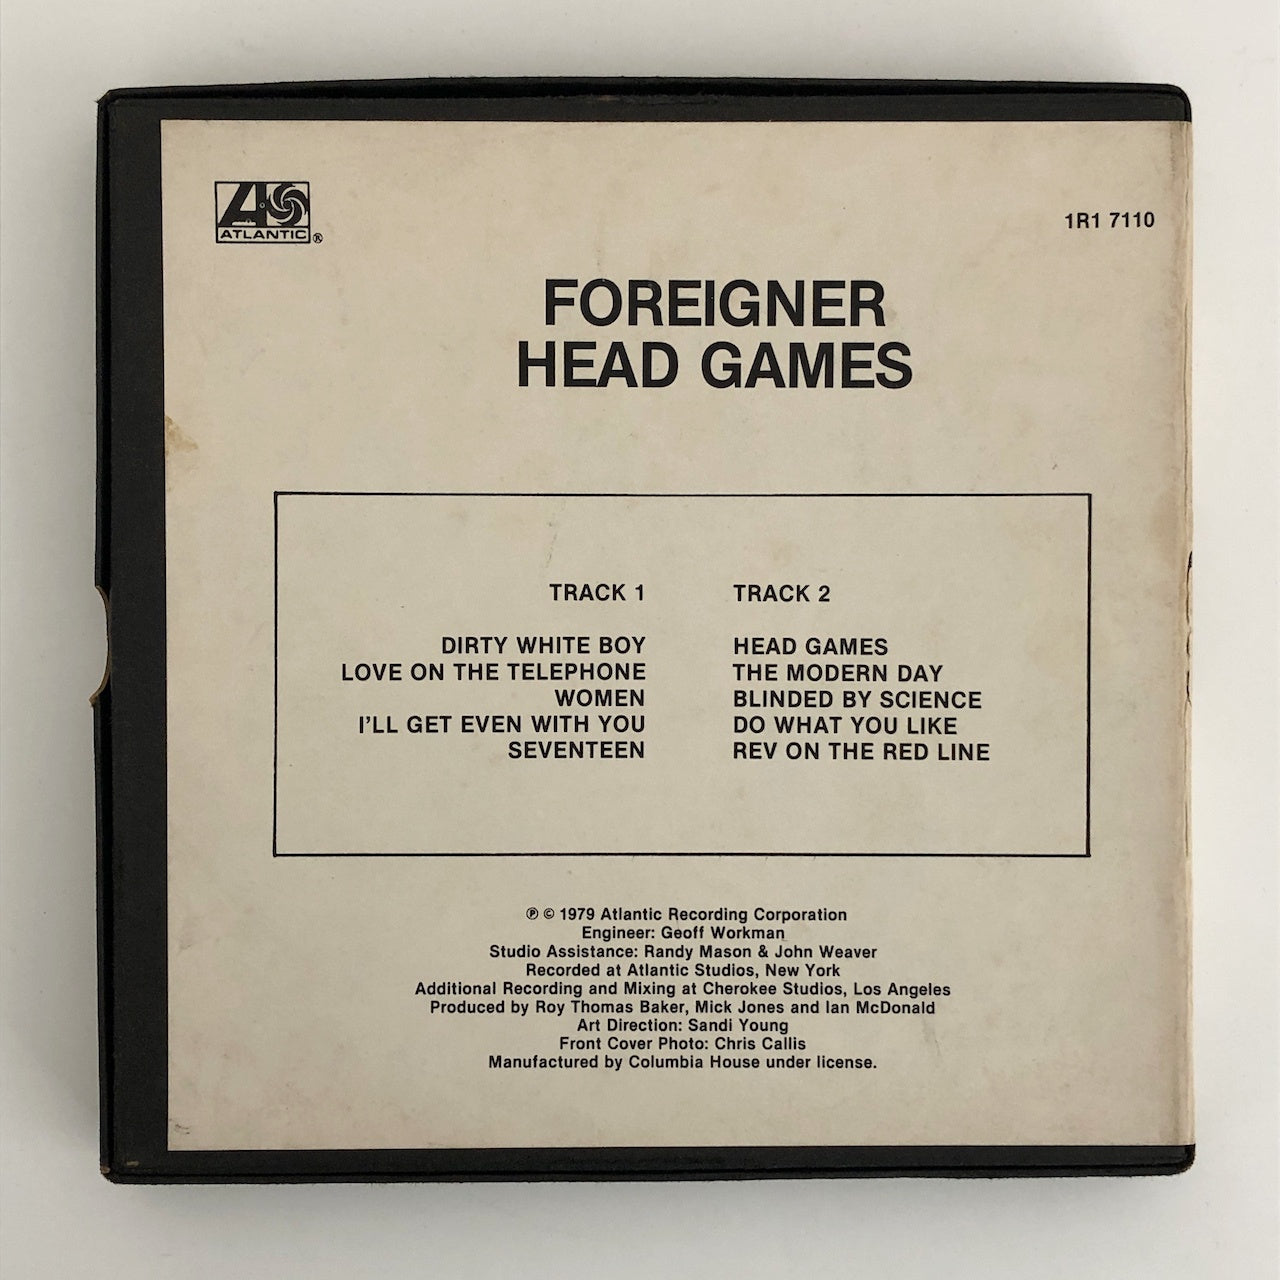 ATLANTIC®
1R1 7110
FOREIGNER
HEAD GAMES
TRACK 1
DIRTY WHITE BOY
LOVE ON THE TELEPHONE
WOMEN
I'LL GET EVEN WITH YOU
SEVENTEEN
TRACK 2
HEAD GAMES
THE MODERN DAY
BLINDED BY SCIENCE
DO WHAT YOU LIKE
REV ON THE RED LINE
℗ © 1979 Atlantic Recording Corporation
Engineer: Geoff Workman
Studio Assistance: Randy Mason & John Weaver
Recorded at Atlantic Studios, New York
Additional Recording and Mixing at Cherokee Studios, Los Angeles
Produced by Roy Thomas Baker, Mick Jones and Ian McDonald
Art Direction: Sandi Young
Front Cover Photo: Chris Callis
Manufactured by Columbia House under license.